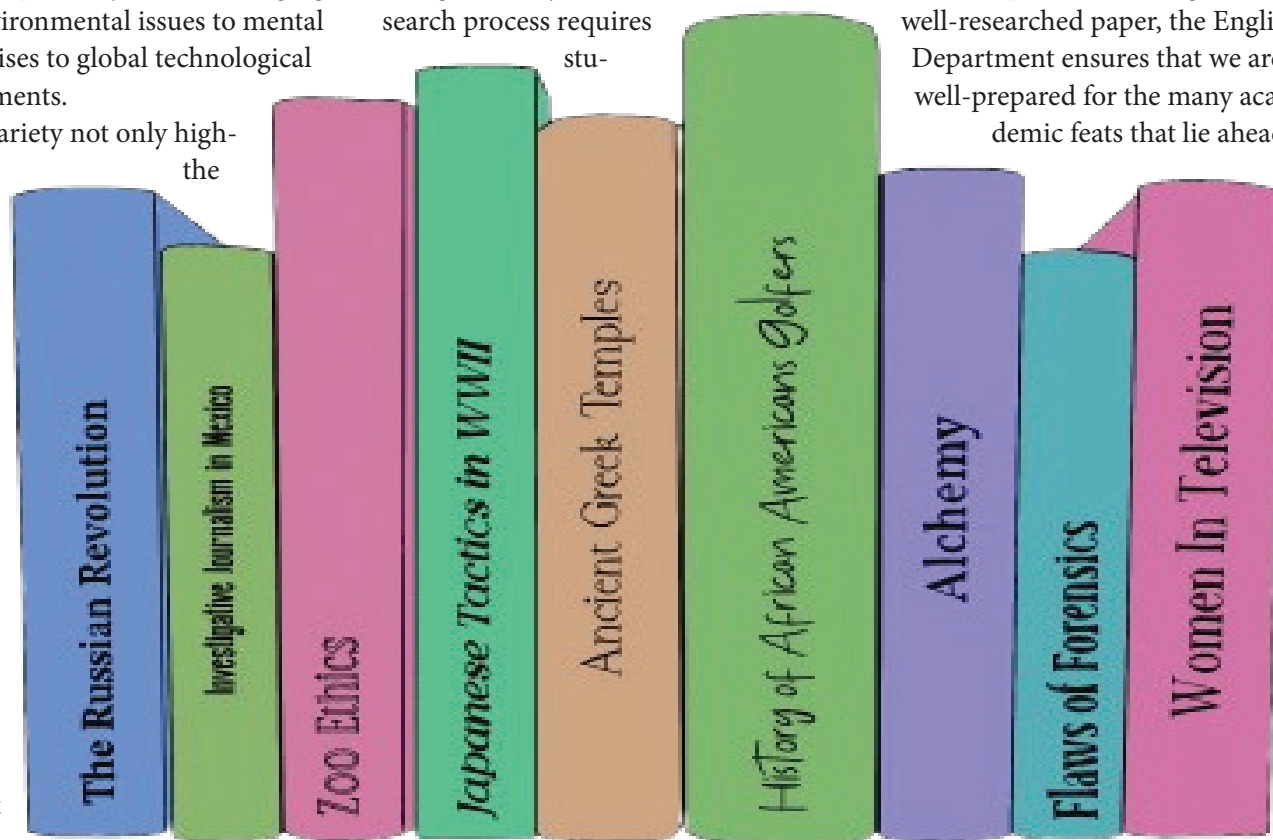 vironmental issues to mental
ises to global technological
ments.
ariety not only high-
the
search process requires
stu-
well-researched paper, the Engli
Department ensures that we are
well-prepared for the many aca-
demic feats that lie ahead
The Russian Revolution
Investigative Journalism in Mexico
Zoo Ethics
Japanese Tactics in WWII
Ancient Greek Temples
History of African Americans Golfers
Alchemy
Flaws of Forensics
Women In Television